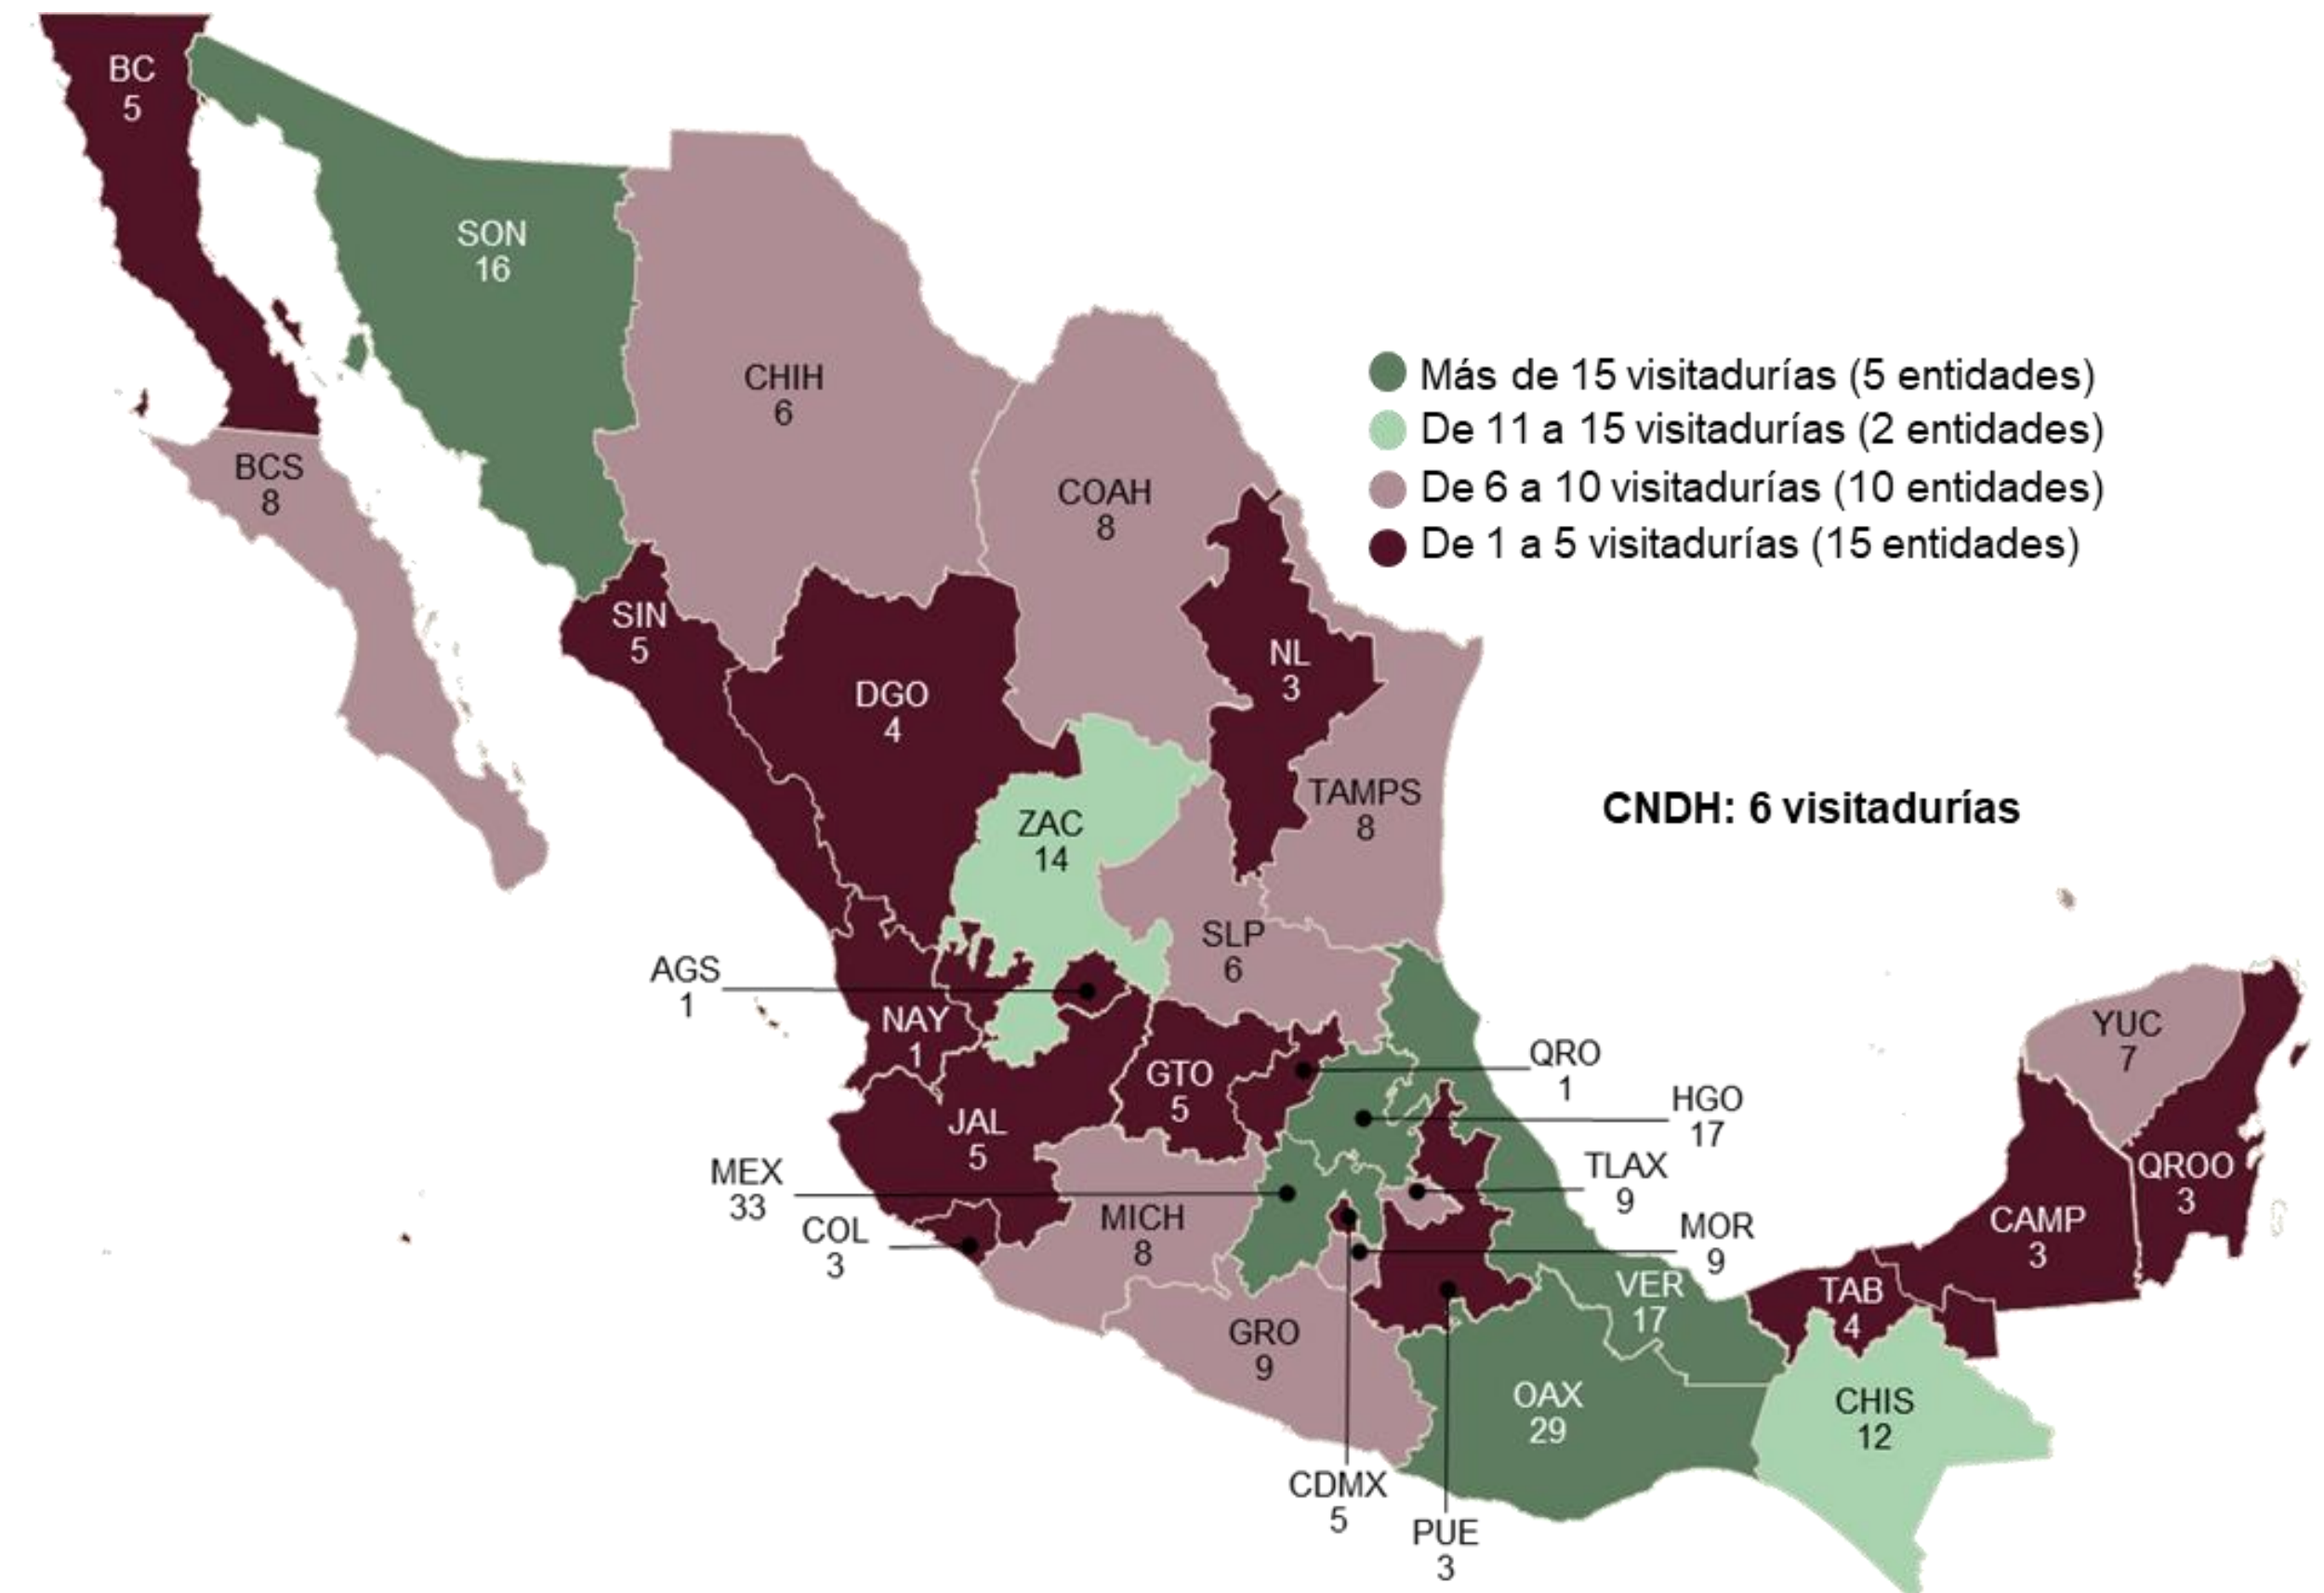 BC
5
SON
16
CHIH
6
Más de 15 visitadurías (5 entidades)
De 11 a 15 visitadurías (2 entidades)
De 6 a 10 visitadurías (10 entidades)
De 1 a 5 visitadurías (15 entidades)
BCS
8
COAH
8
SIN
5
NL
3
DGO
4
TAMPS
8
CNDH: 6 visitadurías
ZAC
14
SLP
6
AGS
1
NAY
1
YUC
7
QRO
1
GTO
5
HGO
17
JAL
5
MEX
33
TLAX
9
QROO
3
COL
3
MICH
8
MOR
9
CAMP
3
VER
17
TAB
4
GRO
9
OAX
29
CHIS
12
CDMX
5
PUE
3